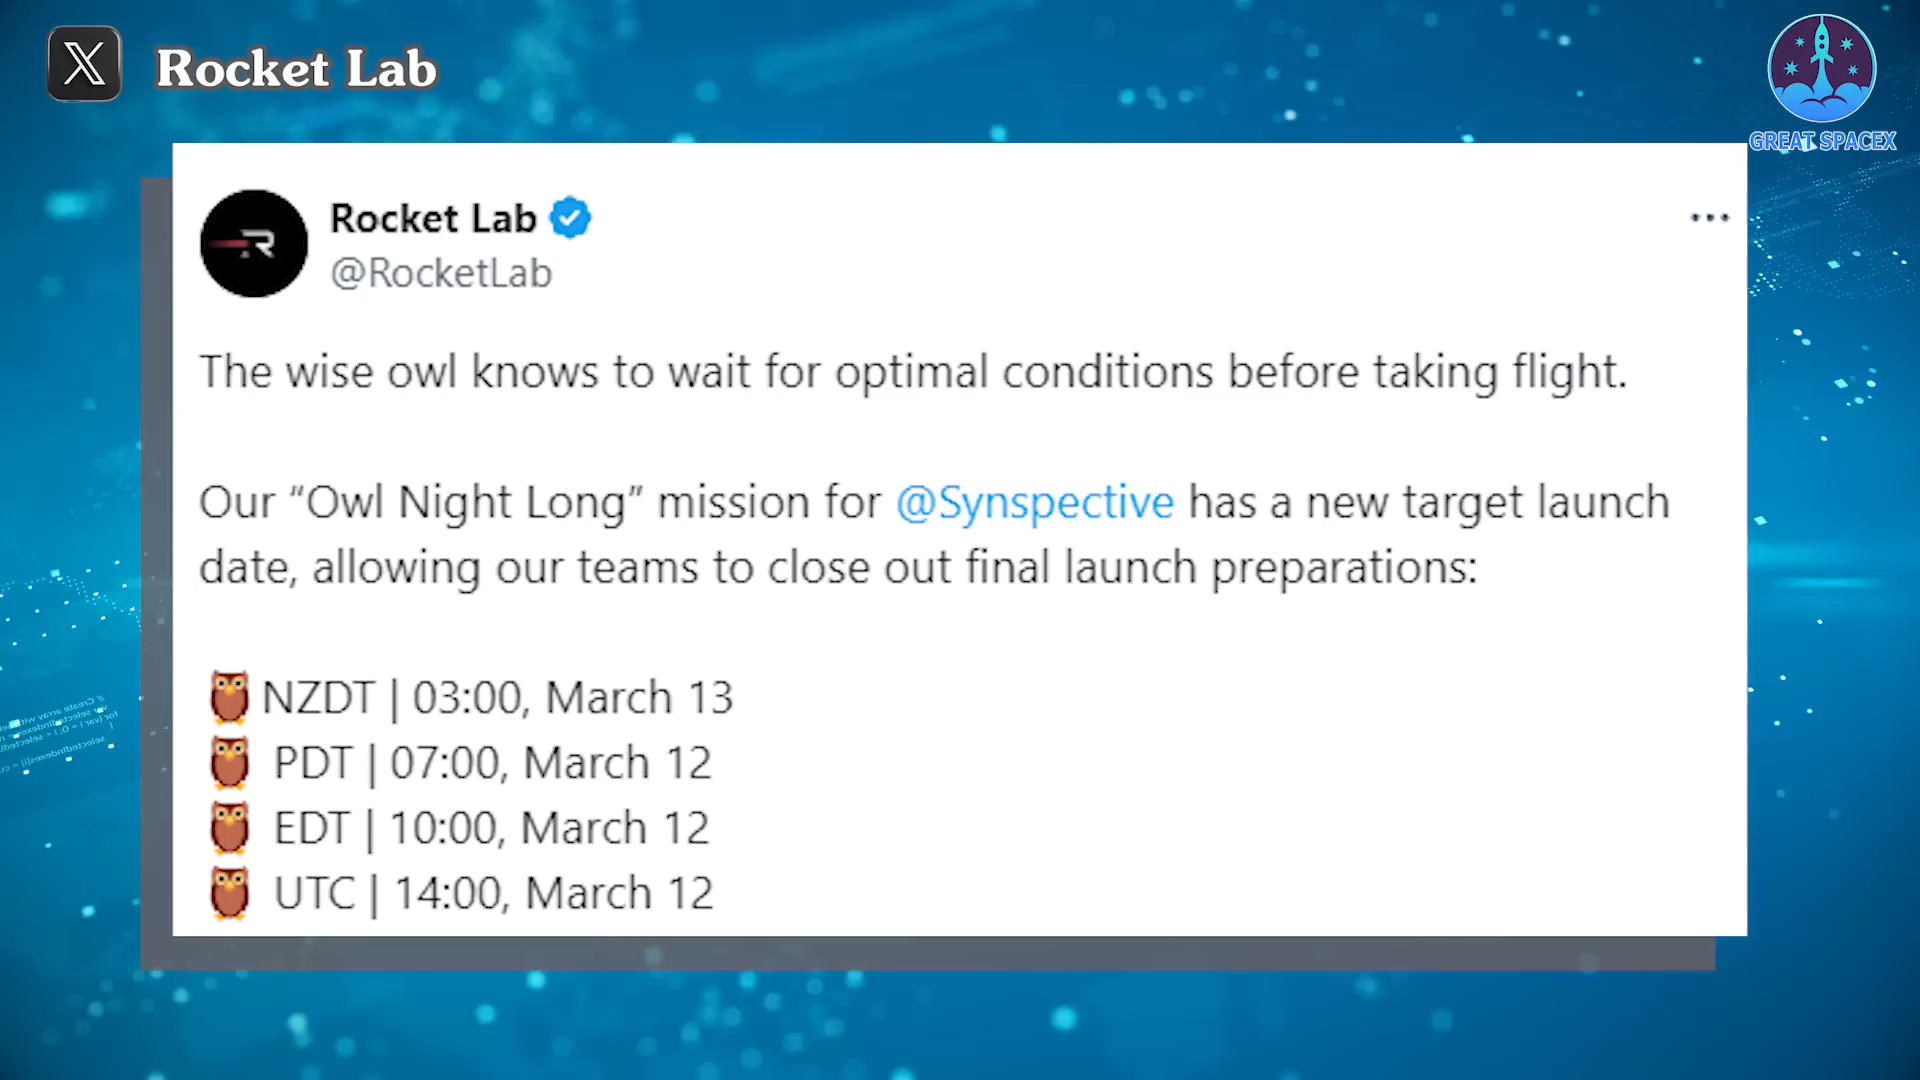 X Rocket Lab
GREAT SPACEX
Rocket Lab
@RocketLab
The wise owl knows to wait for optimal conditions before taking flight.
Our “Owl Night Long” mission for @Synspective has a new target launch
date, allowing our teams to close out final launch preparations:
NZDT | 03:00, March 13
PDT | 07:00, March 12
EDT | 10:00, March 12
UTC | 14:00, March 12